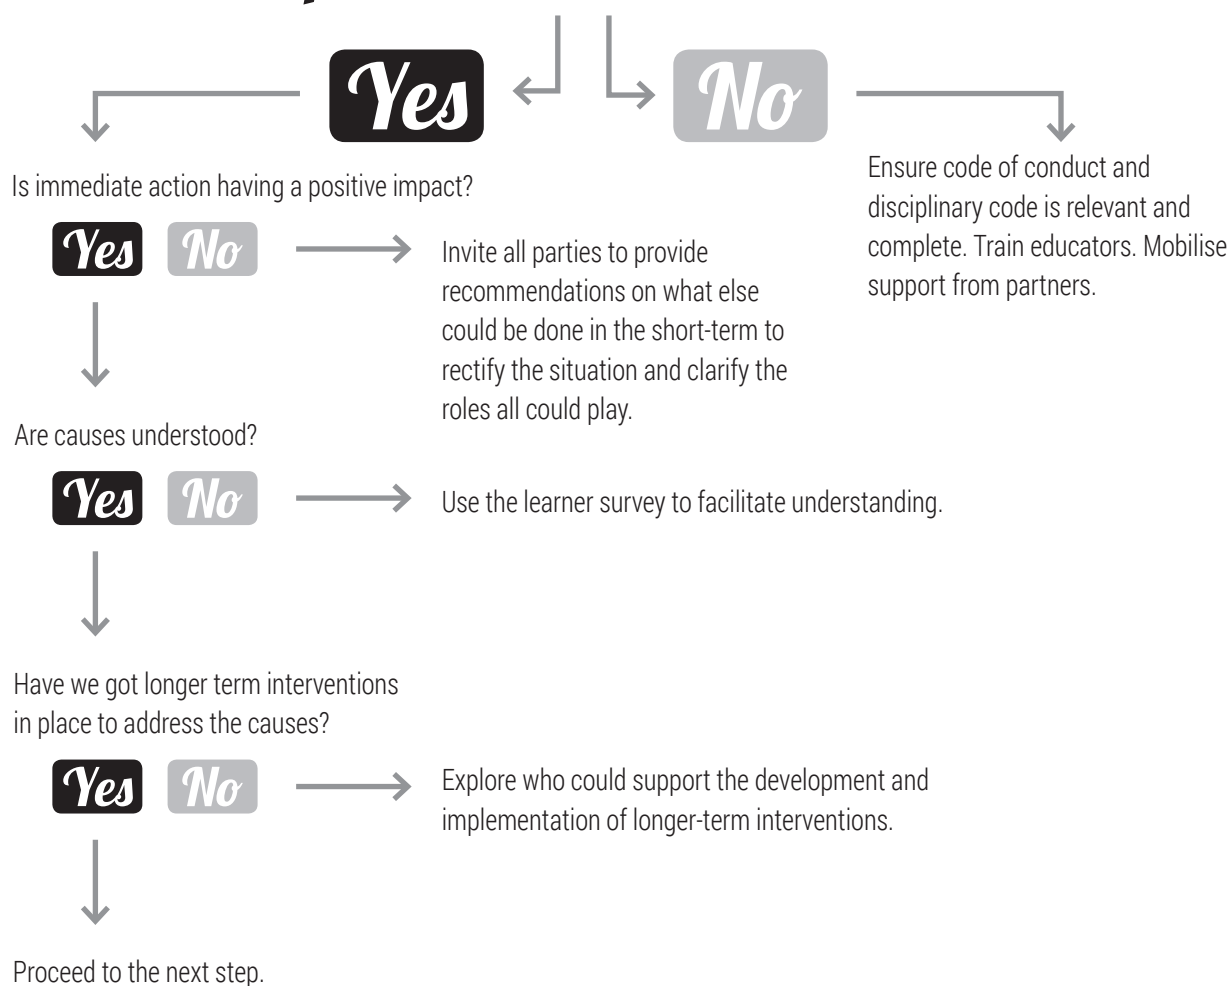 Yes
No
Is immediate action having a positive impact?
Ensure code of conduct and
disciplinary code is relevant and
complete. Train educators. Mobilise
support from partners.
Yes
No
Invite all parties to provide
recommendations on what else
could be done in the short-term to
rectify the situation and clarify the
roles all could play.
Are causes understood?
Yes
No
Use the learner survey to facilitate understanding.
Have we got longer term interventions
in place to address the causes?
Yes
No
Explore who could support the development and
implementation of longer-term interventions.
Proceed to the next step.